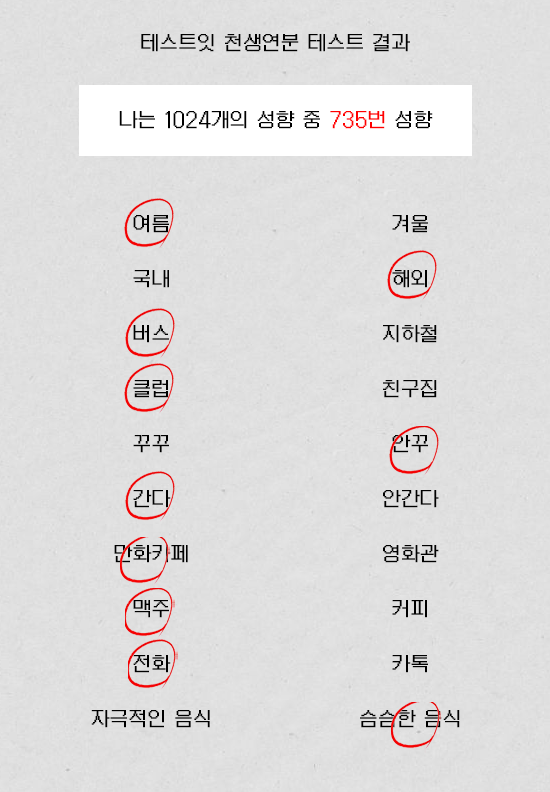 테스트잇 천생연분 테스트 결과
나는 1024개의 성향 중 735번 성향
여름 겨울
국내 해외
버스 지하철
클럽 친구집
꾸꾸 안꾸
간다 안간다
만화카페 영화관
맥주 커피
전화 카톡
자극적인 음식 슴슴한 음식